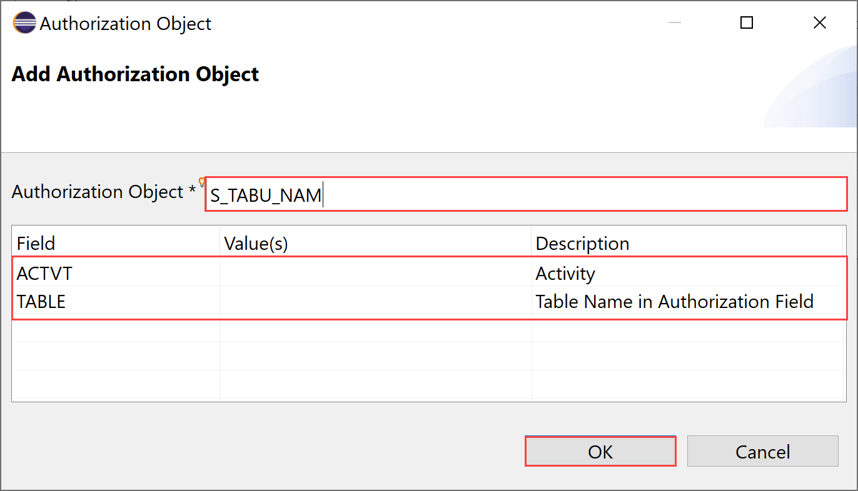 Authorization Object
Add Authorization Object
Authorization Object * S_TABU_NAM
Field Value(s) Description
ACTVT Activity
TABLE Table Name in Authorization Field
OK Cancel